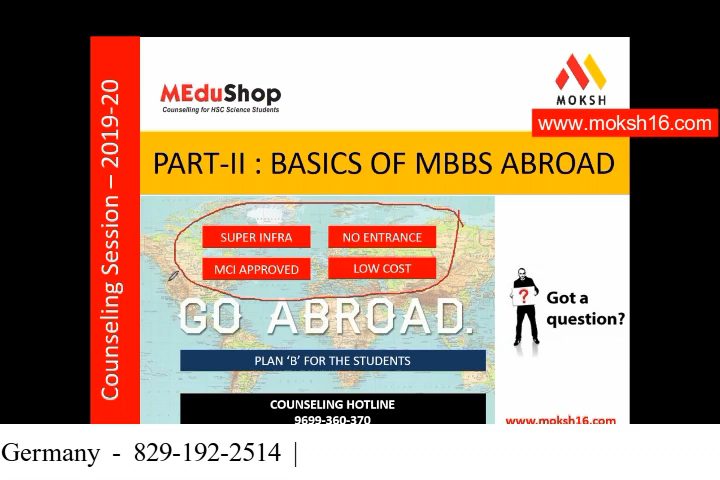 Counseling Session – 2019-20
MEduShop
Counselling for HSC Science Students
MOKSH
www.moksh16.com
PART-II : BASICS OF MBBS ABROAD
SUPER INFRA
NO ENTRANCE
MCI APPROVED
LOW COST
GO ABROAD.
?
Got a
question?
PLAN ‘B’ FOR THE STUDENTS
COUNSELING HOTLINE
9699-360-370
www.moksh16.com
Germany - 829-192-2514 |